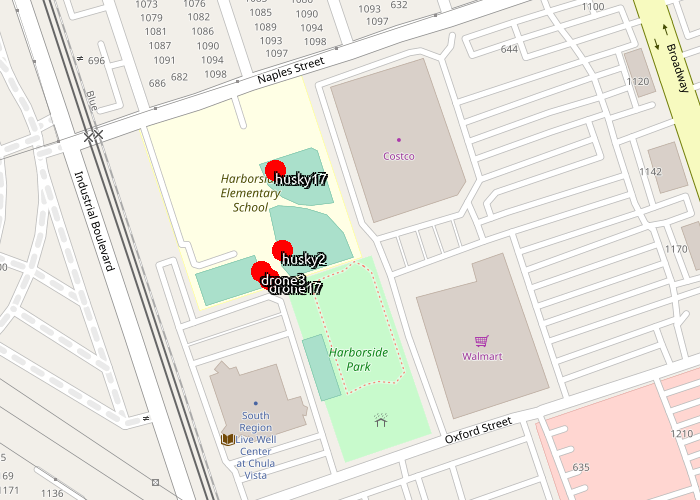 1073
1079
1081
1087
1091
1076
1082
1086
1090
1094
1098
1085
1089
1093
1097
1090
1094
1098
1093
1097
632
1100
696
686
682
644
Naples Street
Broadway
1120
Blue
Costco
1142
husky17
Harborside
Elementary
School
Industrial Boulevard
husky2
1170
drone3
drone17
Harborside
Park
Walmart
South
Region
Live Well
Center
at Chula
Vista
Oxford Street
1210
635
169
1171
1136